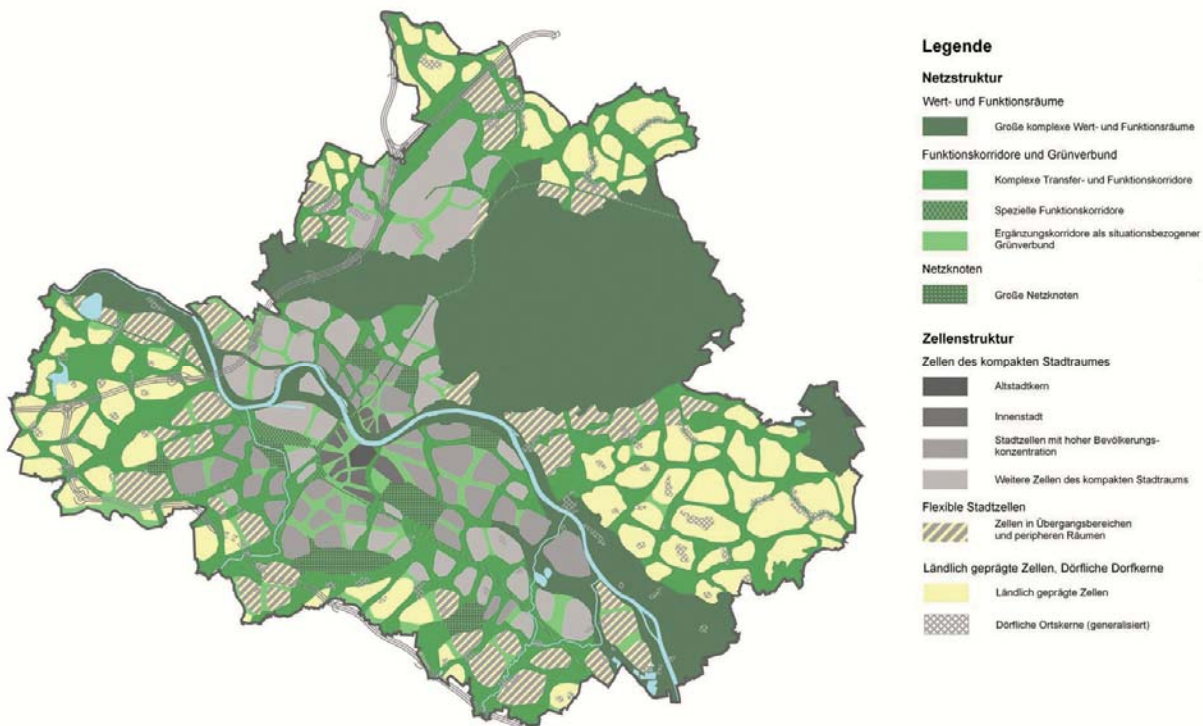 Legende
Netzstruktur
Wert- und Funktionsräume
Große komplexe Wert- und Funktionsräume
Funktionskorridore und Grünverbund
Komplexe Transfer- und Funktionskorridore
Spezielle Funktionskorridore
Ergänzungskorridore als situationsbezogener
Grünverbund
Netzknoten
Große Netzknoten
Zellenstruktur
Zellen des kompakten Stadtraumes
Altstadtkern
Innenstadt
Stadtzellen mit hoher Bevölkerungs-
konzentration
Weitere Zellen des kompakten Stadtraums
Flexible Stadtzellen
Zellen in Übergangsbereichen
und peripheren Räumen
Ländlich geprägte Zellen, Dörfliche Dorfkerne
Ländlich geprägte Zellen
Dörfliche Ortskerne (generalisiert)